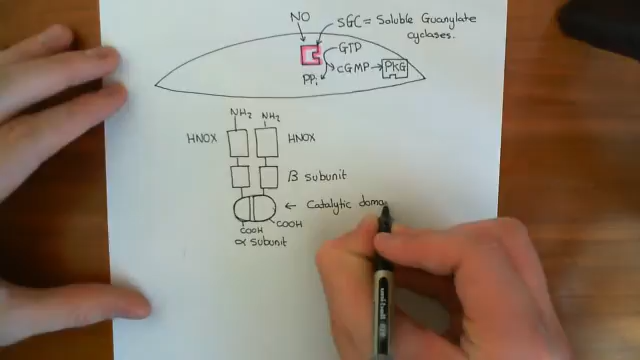 NO
sGC = Soluble Guanylate
cyclases.
GTP
PPi
cGMP
PKG
NH2
NH2
HNOX
HNOX
β subunit
← Catalytic doma
COOH
COOH
α subunit